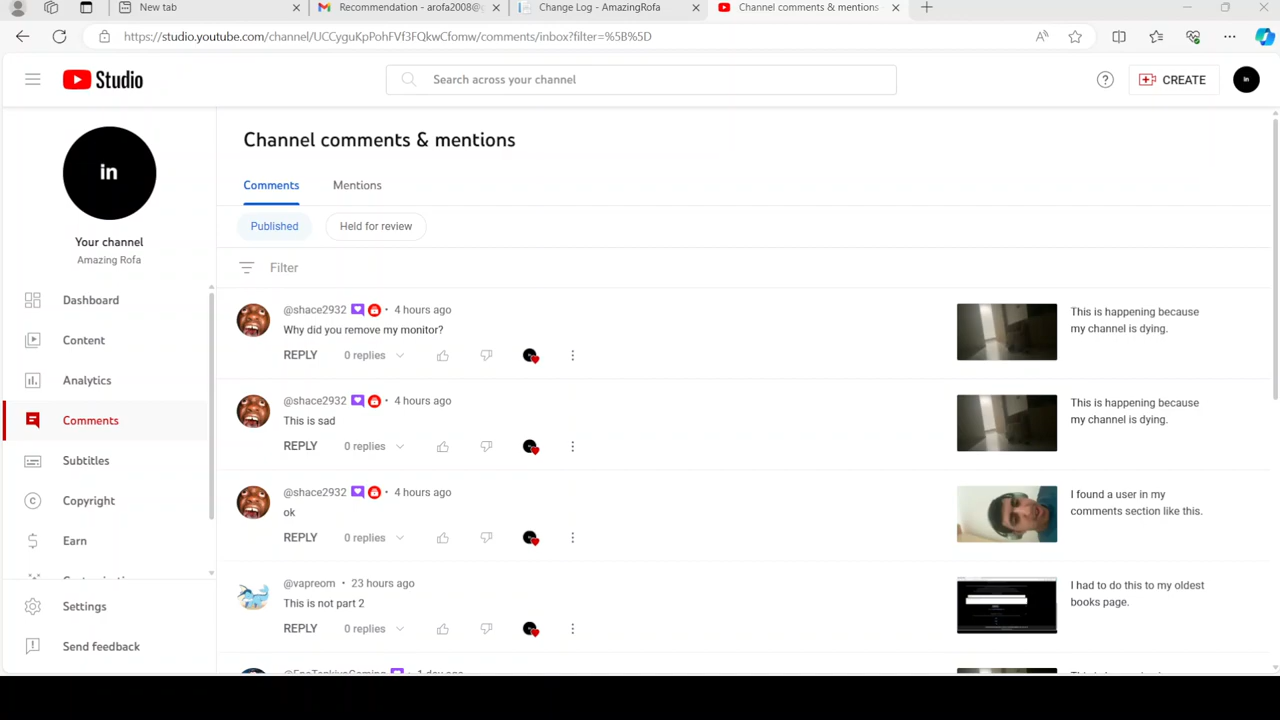 New tab
Recommendation - arofa2008@
Change Log - AmazingRofa
Channel comments & mentions
https://studio.youtube.com/channel/UCCyguKpPohFVf3FQkwCfomw/comments/inbox?filter=%5B%5D
Studio
Search across your channel
CREATE
in
in
Your channel
Amazing Rofa
Dashboard
Content
Analytics
Comments
Subtitles
Copyright
Earn
Settings
Send feedback
Channel comments & mentions
Comments
Mentions
Published
Held for review
Filter
@shace2932 • 4 hours ago
Why did you remove my monitor?
REPLY
0 replies
This is happening because
my channel is dying.
@shace2932 • 4 hours ago
This is sad
REPLY
0 replies
This is happening because
my channel is dying.
@shace2932 • 4 hours ago
ok
REPLY
0 replies
I found a user in my
comments section like this.
@vapreom • 23 hours ago
This is not part 2
REPLY
0 replies
I had to do this to my oldest
books page.
1 day ago